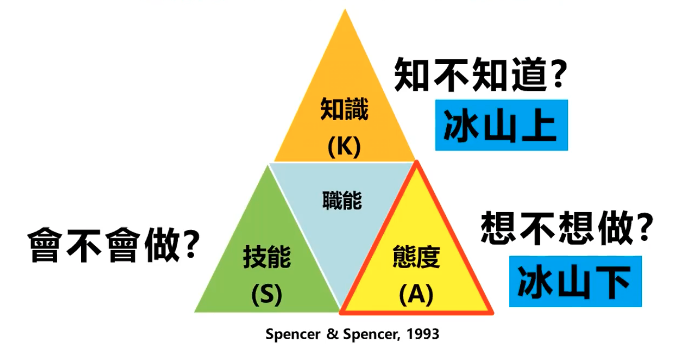 知不知道?
知識
(K)
冰山上
職能
會不會做?
想不想做?
技能
(S)
態度
(A)
冰山下
Spencer & Spencer, 1993